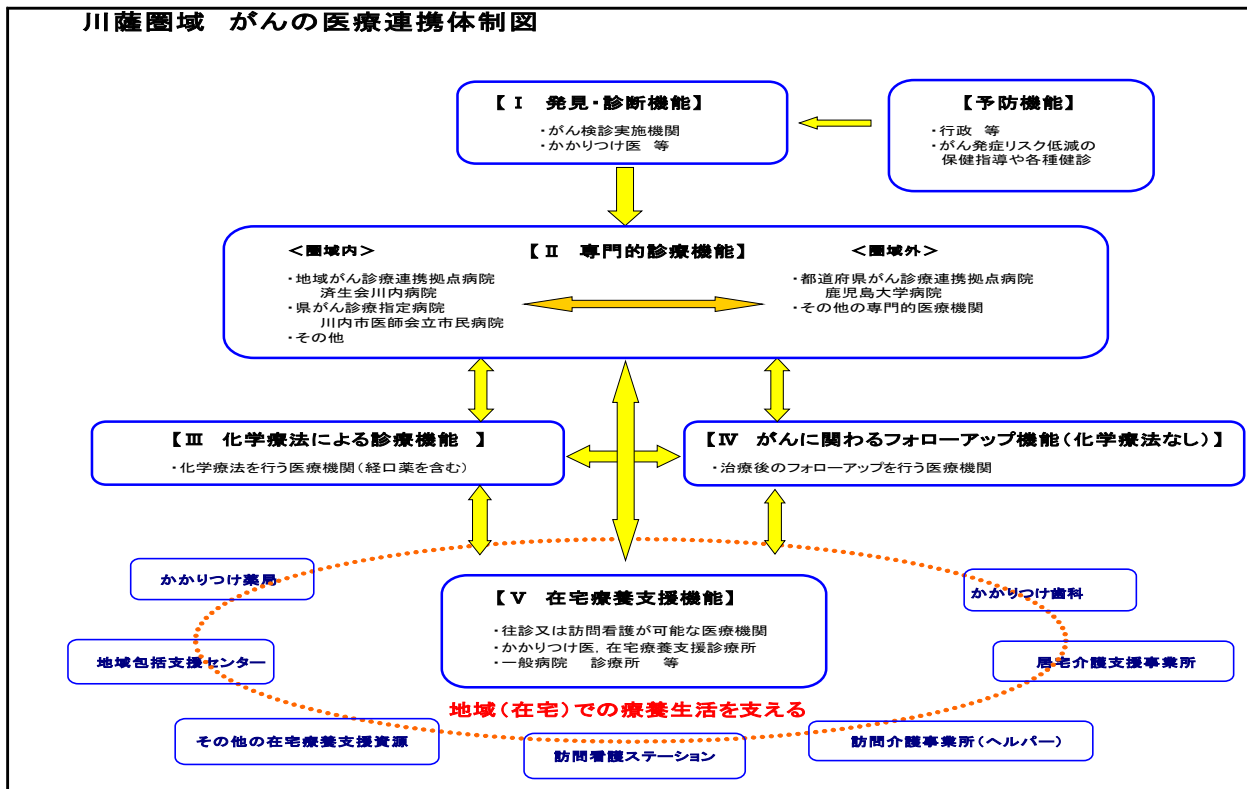 川薩圏域　がんの医療連携体制図
【Ⅰ　発見・診断機能】
・がん検診実施機関
・かかりつけ医　等
【予防機能】
・行政　等
・がん発症リスク低減の
保健指導や各種健診
【Ⅱ　専門的診療機能】
＜圏域内＞
・地域がん診療連携拠点病院
済生会川内病院
・県がん診療指定病院
川内市医師会立市民病院
・その他
＜圏域外＞
・都道府県がん診療連携拠点病院
鹿児島大学病院
・その他の専門的医療機関
【Ⅲ　化学療法による診療機能　】
・化学療法を行う医療機関（経口薬を含む）
【Ⅳ　がんに関わるフォローアップ機能（化学療法なし）】
・治療後のフォローアップを行う医療機関
【Ⅴ　在宅療養支援機能】
・往診又は訪問看護が可能な医療機関
・かかりつけ医，在宅療養支援診療所
・一般病院　診療所　等
地域（在宅）での療養生活を支える
かかりつけ薬局
かかりつけ歯科
地域包括支援センター
居宅介護支援事業所
その他の在宅療養支援資源
訪問看護ステーション
訪問介護事業所（ヘルパー）